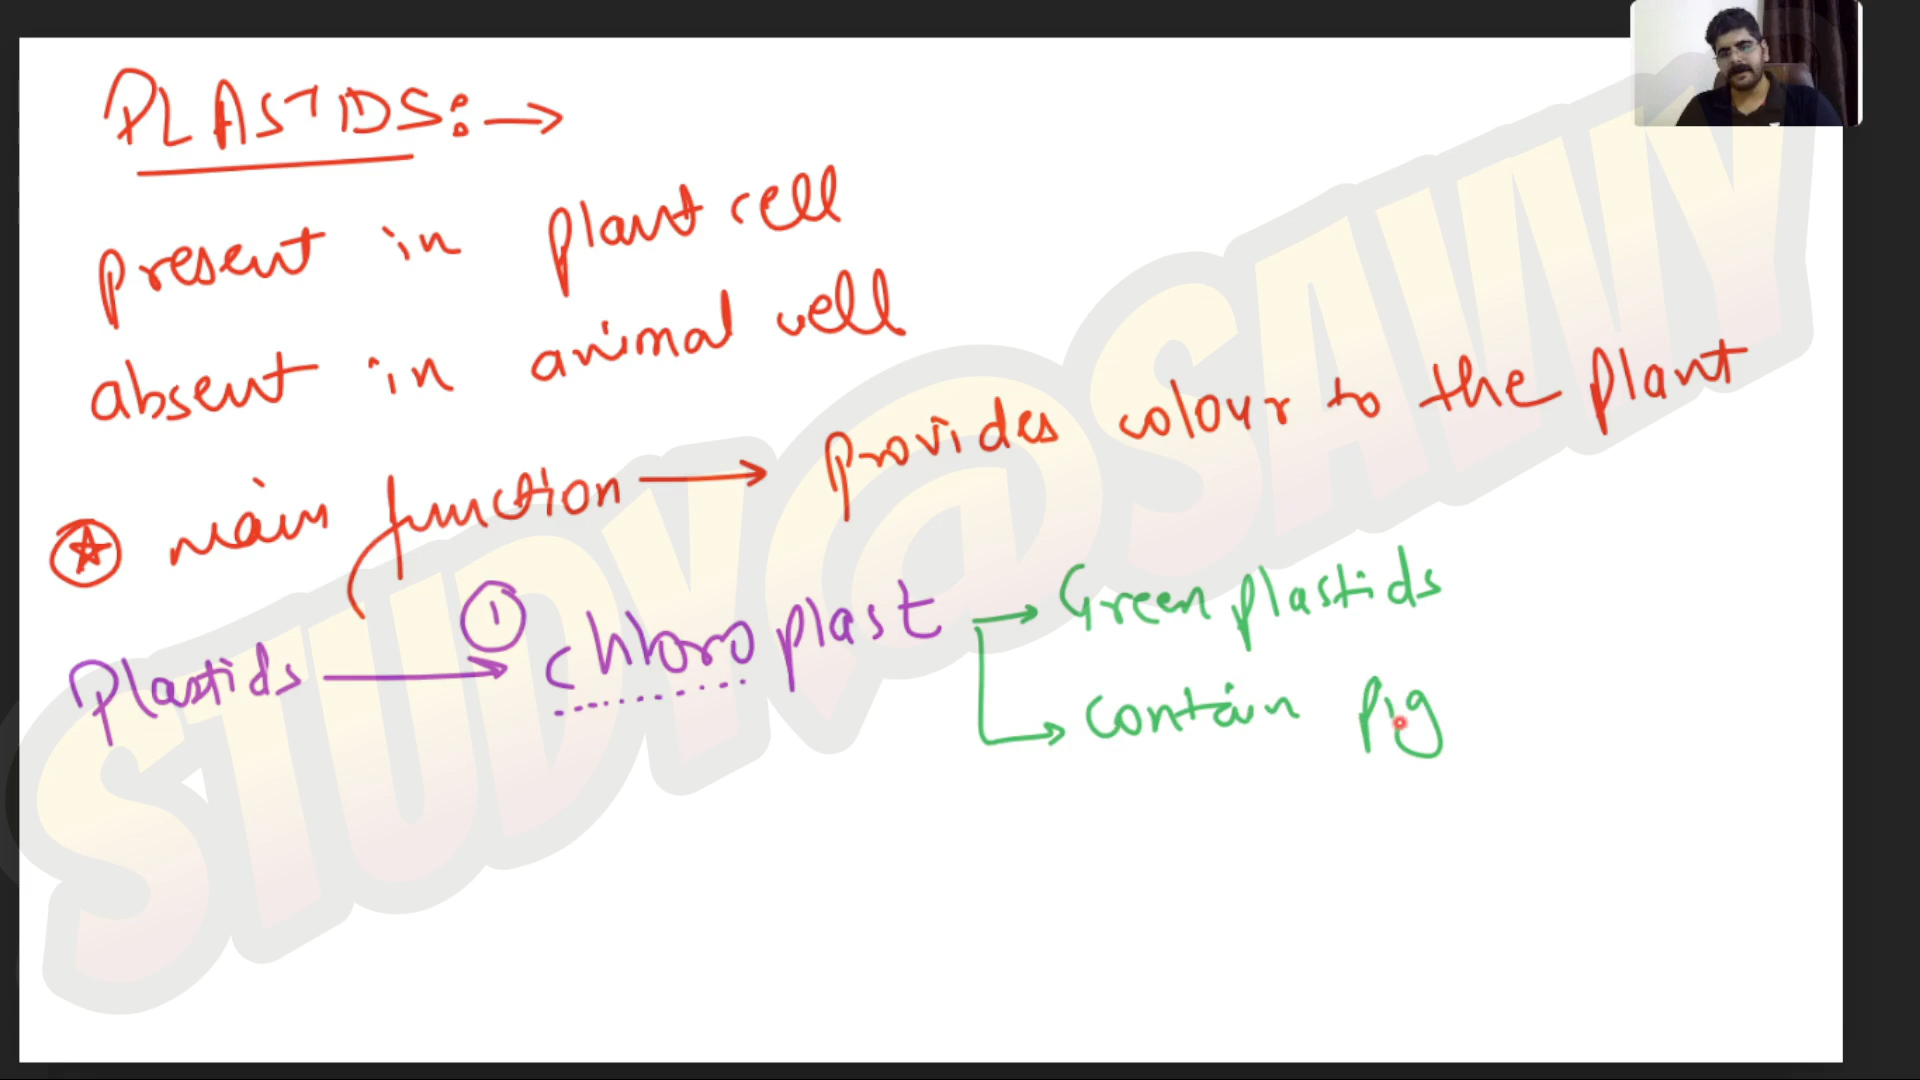 PLASTIDS:→
present in plant cell
absent in animal cell
main function → provides colour to the plant
Plastids → ① chloroplast → Green plastids
→ contain pig
STUDY@SAVVY